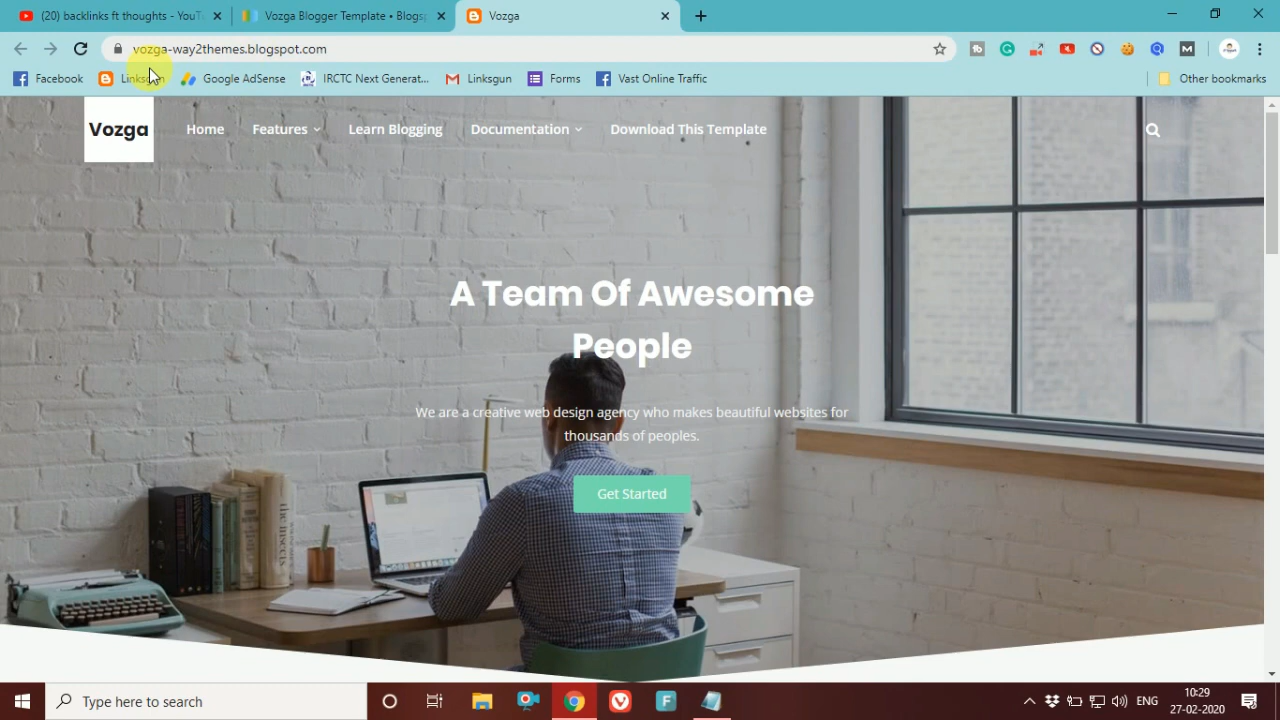 (20) backlinks ft thoughts - YouT
Vozga Blogger Template • Blogs
Vozga
vozga-way2themes.blogspot.com
Facebook
Linksgun
Google AdSense
IRCTC Next Generat...
Linksgun
Forms
Vast Online Traffic
Other bookmarks
Vozga
Home
Features
Learn Blogging
Documentation
Download This Template
A Team Of Awesome
People
We are a creative web design agency who makes beautiful websites for
thousands of peoples.
Get Started
Type here to search
ENG
10:29
27-02-2020